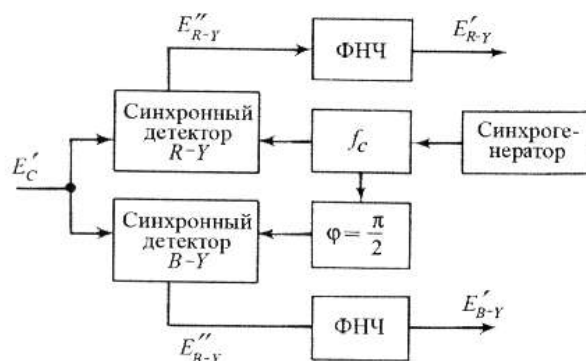 E''R−Y
ФНЧ
E'R−Y
Синхронный
детектор
R−Y
fc
Синхроге-
нератор
E'C
Синхронный
детектор
B−Y
φ = π/2
E''B−Y
ФНЧ
E'B−Y